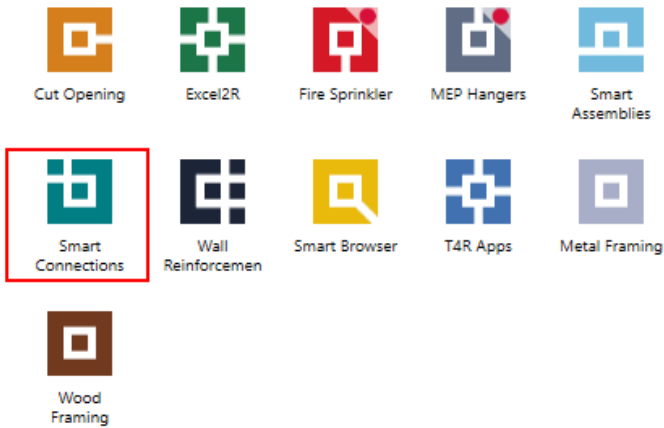 Cut Opening
Excel2R
Fire Sprinkler
MEP Hangers
Smart
Assemblies
Smart
Connections
Wall
Reinforcemen
Smart Browser
T4R Apps
Metal Framing
Wood
Framing